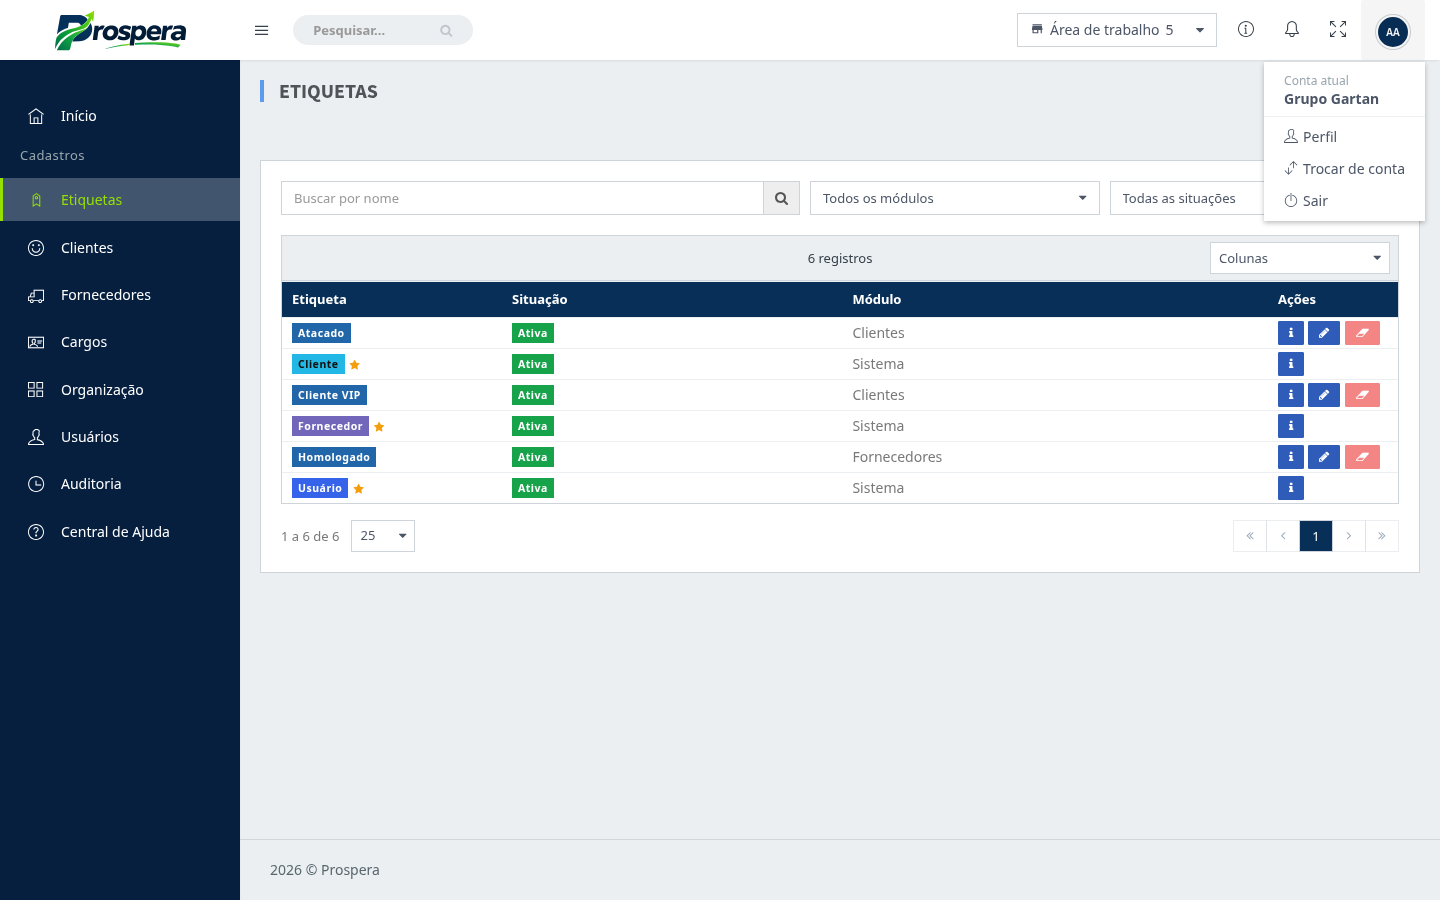 Prospera
Pesquisar...
Área de trabalho 5
AA
Conta atual
Grupo Gartan
Perfil
Trocar de conta
Sair
Início
Cadastros
Etiquetas
Clientes
Fornecedores
Cargos
Organização
Usuários
Auditoria
Central de Ajuda
ETIQUETAS
Buscar por nome
Todos os módulos
Todas as situações
6 registros
Colunas
Etiqueta Situação Módulo Ações
Atacado Ativa Clientes
Cliente Ativa Sistema
Cliente VIP Ativa Clientes
Fornecedor Ativa Sistema
Homologado Ativa Fornecedores
Usuário Ativa Sistema
1 a 6 de 6 25 « ‹ 1 › »
2026 © Prospera